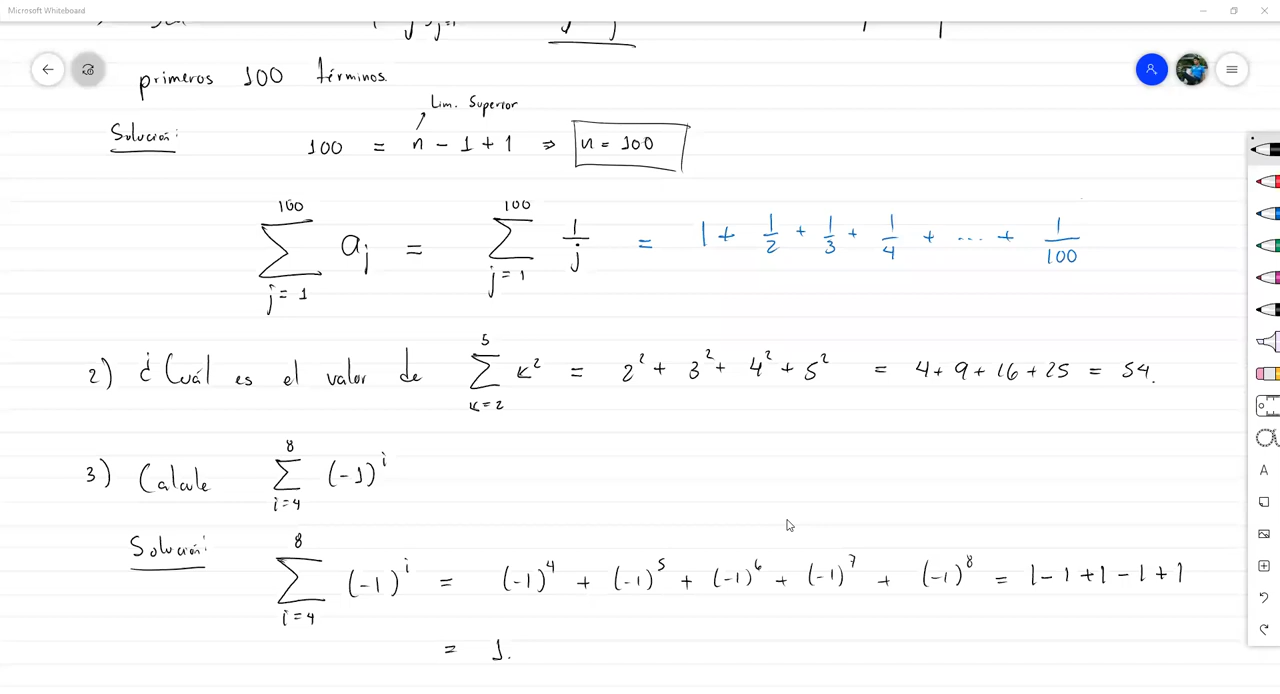 Microsoft Whiteboard
primeros 100 términos.
Lim. Superior
Solución: 100 = n - 1 + 1 ⇒ n = 100
100 100
∑ aj = ∑ 1/j = 1 + 1/2 + 1/3 + 1/4 + ... + 1/100
j = 1 j = 1
5
2) ¿Cuál es el valor de ∑ k² = 2² + 3² + 4² + 5² = 4 + 9 + 16 + 25 = 54.
k=2
8
3) Calcule ∑ (-1)^i
i=4
Solución:
8
∑ (-1)^i = (-1)^4 + (-1)^5 + (-1)^6 + (-1)^7 + (-1)^8 = 1 - 1 + 1 - 1 + 1
i=4
= 1.